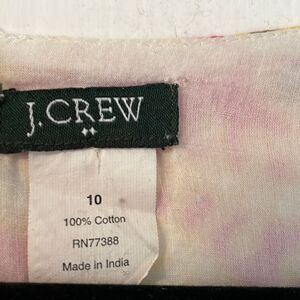 J.CREW
10
100% Cotton
RN77388
Made in India